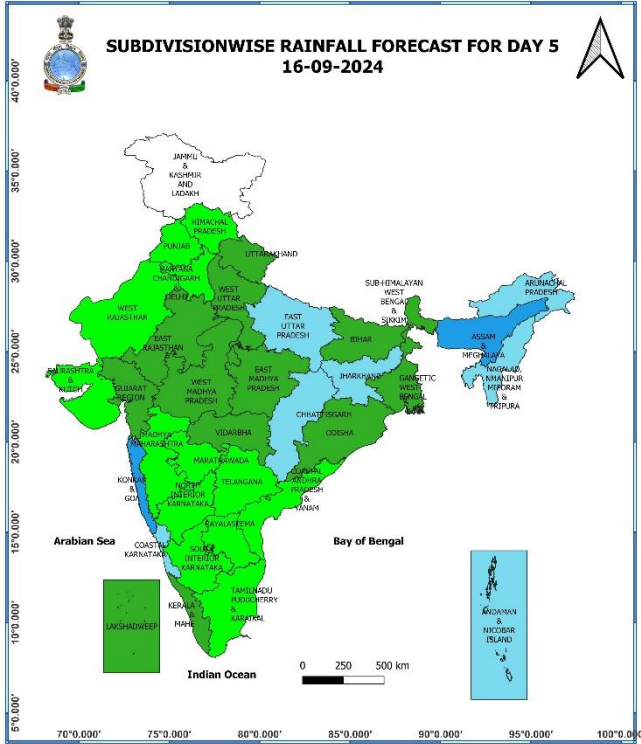 SUBDIVISIONWISE RAINFALL FORECAST FOR DAY 5
16-09-2024
40°0.000'
35°0.000'
30°0.000'
25°0.000'
20°0.000'
15°0.000'
10°0.000'
5°0.000'
JAMMU
&
KASHMIR
AND
LADAKH
HIMACHAL
PRADESH
PUNJAB
UTTARAKHAND
HARYANA
CHANDIGARH
&
DELHI
WEST
UTTAR
PRADESH
WEST
RAJASTHAN
EAST
UTTAR
PRADESH
SUB-HIMALAYAN
WEST
BENGAL
&
SIKKIM
ARUNACHAL
PRADESH
EAST
RAJASTHAN
BIHAR
ASSAM
&
MEGHALAYA
NAGALAD,
NMANIPUR
MIZORAM
&
TRIPURA
SAURASHTRA
&
KUTCH
GUJARAT
REGION
WEST
MADHYA
PRADESH
EAST
MADHYA
PRADESH
JHARKHAND
GANGETIC
WEST
BENGAL
CHHATTISGARH
ODISHA
VIDARBHA
MADHYA
MAHARASHTRA
MARATHAWADA
KONKAN
&
GOA
TELANGANA
COASTAL
ANDHRA
PRADESH
&
YANAM
NORTH
INTERIOR
KARNATAKA
RAYALASEEMA
Arabian Sea
Bay of Bengal
COASTAL
KARNATAKA
SOUTH
INTERIOR
KARNATAKA
TAMILNADU
PUDUCHERRY
&
KARAIKAL
KERALA
&
MAHE
LAKSHADWEEP
ANDAMAN
&
NICOBAR
ISLAND
Indian Ocean
0 250 500 km
70°0.000' 75°0.000' 80°0.000' 85°0.000' 90°0.000' 95°0.000' 100°0.000'